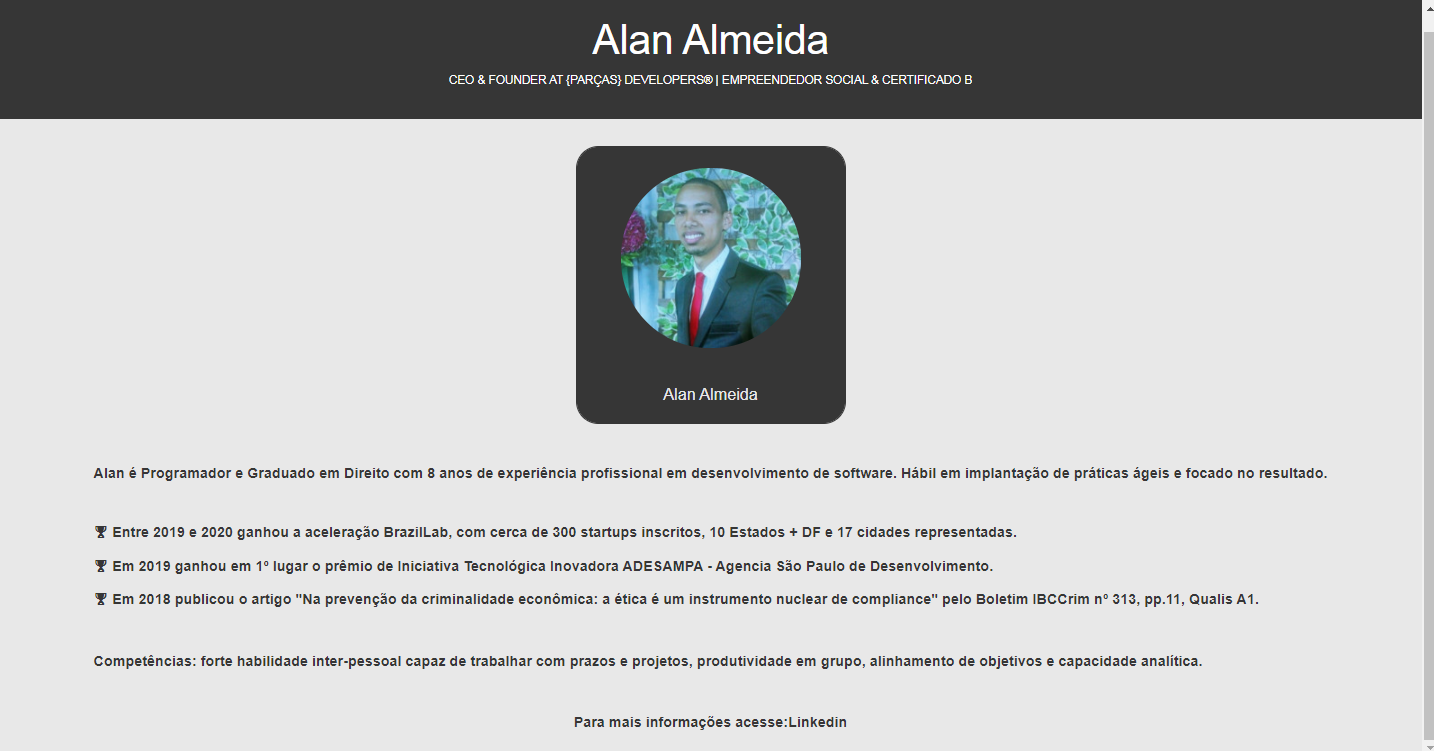 Alan Almeida
CEO & FOUNDER AT {PARÇAS} DEVELOPERS® | EMPREENDEDOR SOCIAL & CERTIFICADO B
Alan Almeida
Alan é Programador e Graduado em Direito com 8 anos de experiência profissional em desenvolvimento de software. Hábil em implantação de práticas ágeis e focado no resultado.
Entre 2019 e 2020 ganhou a aceleração BrazilLab, com cerca de 300 startups inscritos, 10 Estados + DF e 17 cidades representadas.
Em 2019 ganhou em 1º lugar o prêmio de Iniciativa Tecnológica Inovadora ADESAMPA - Agencia São Paulo de Desenvolvimento.
Em 2018 publicou o artigo "Na prevenção da criminalidade econômica: a ética é um instrumento nuclear de compliance" pelo Boletim IBCCrim nº 313, pp.11, Qualis A1.
Competências: forte habilidade inter-pessoal capaz de trabalhar com prazos e projetos, produtividade em grupo, alinhamento de objetivos e capacidade analítica.
Para mais informações acesse:Linkedin